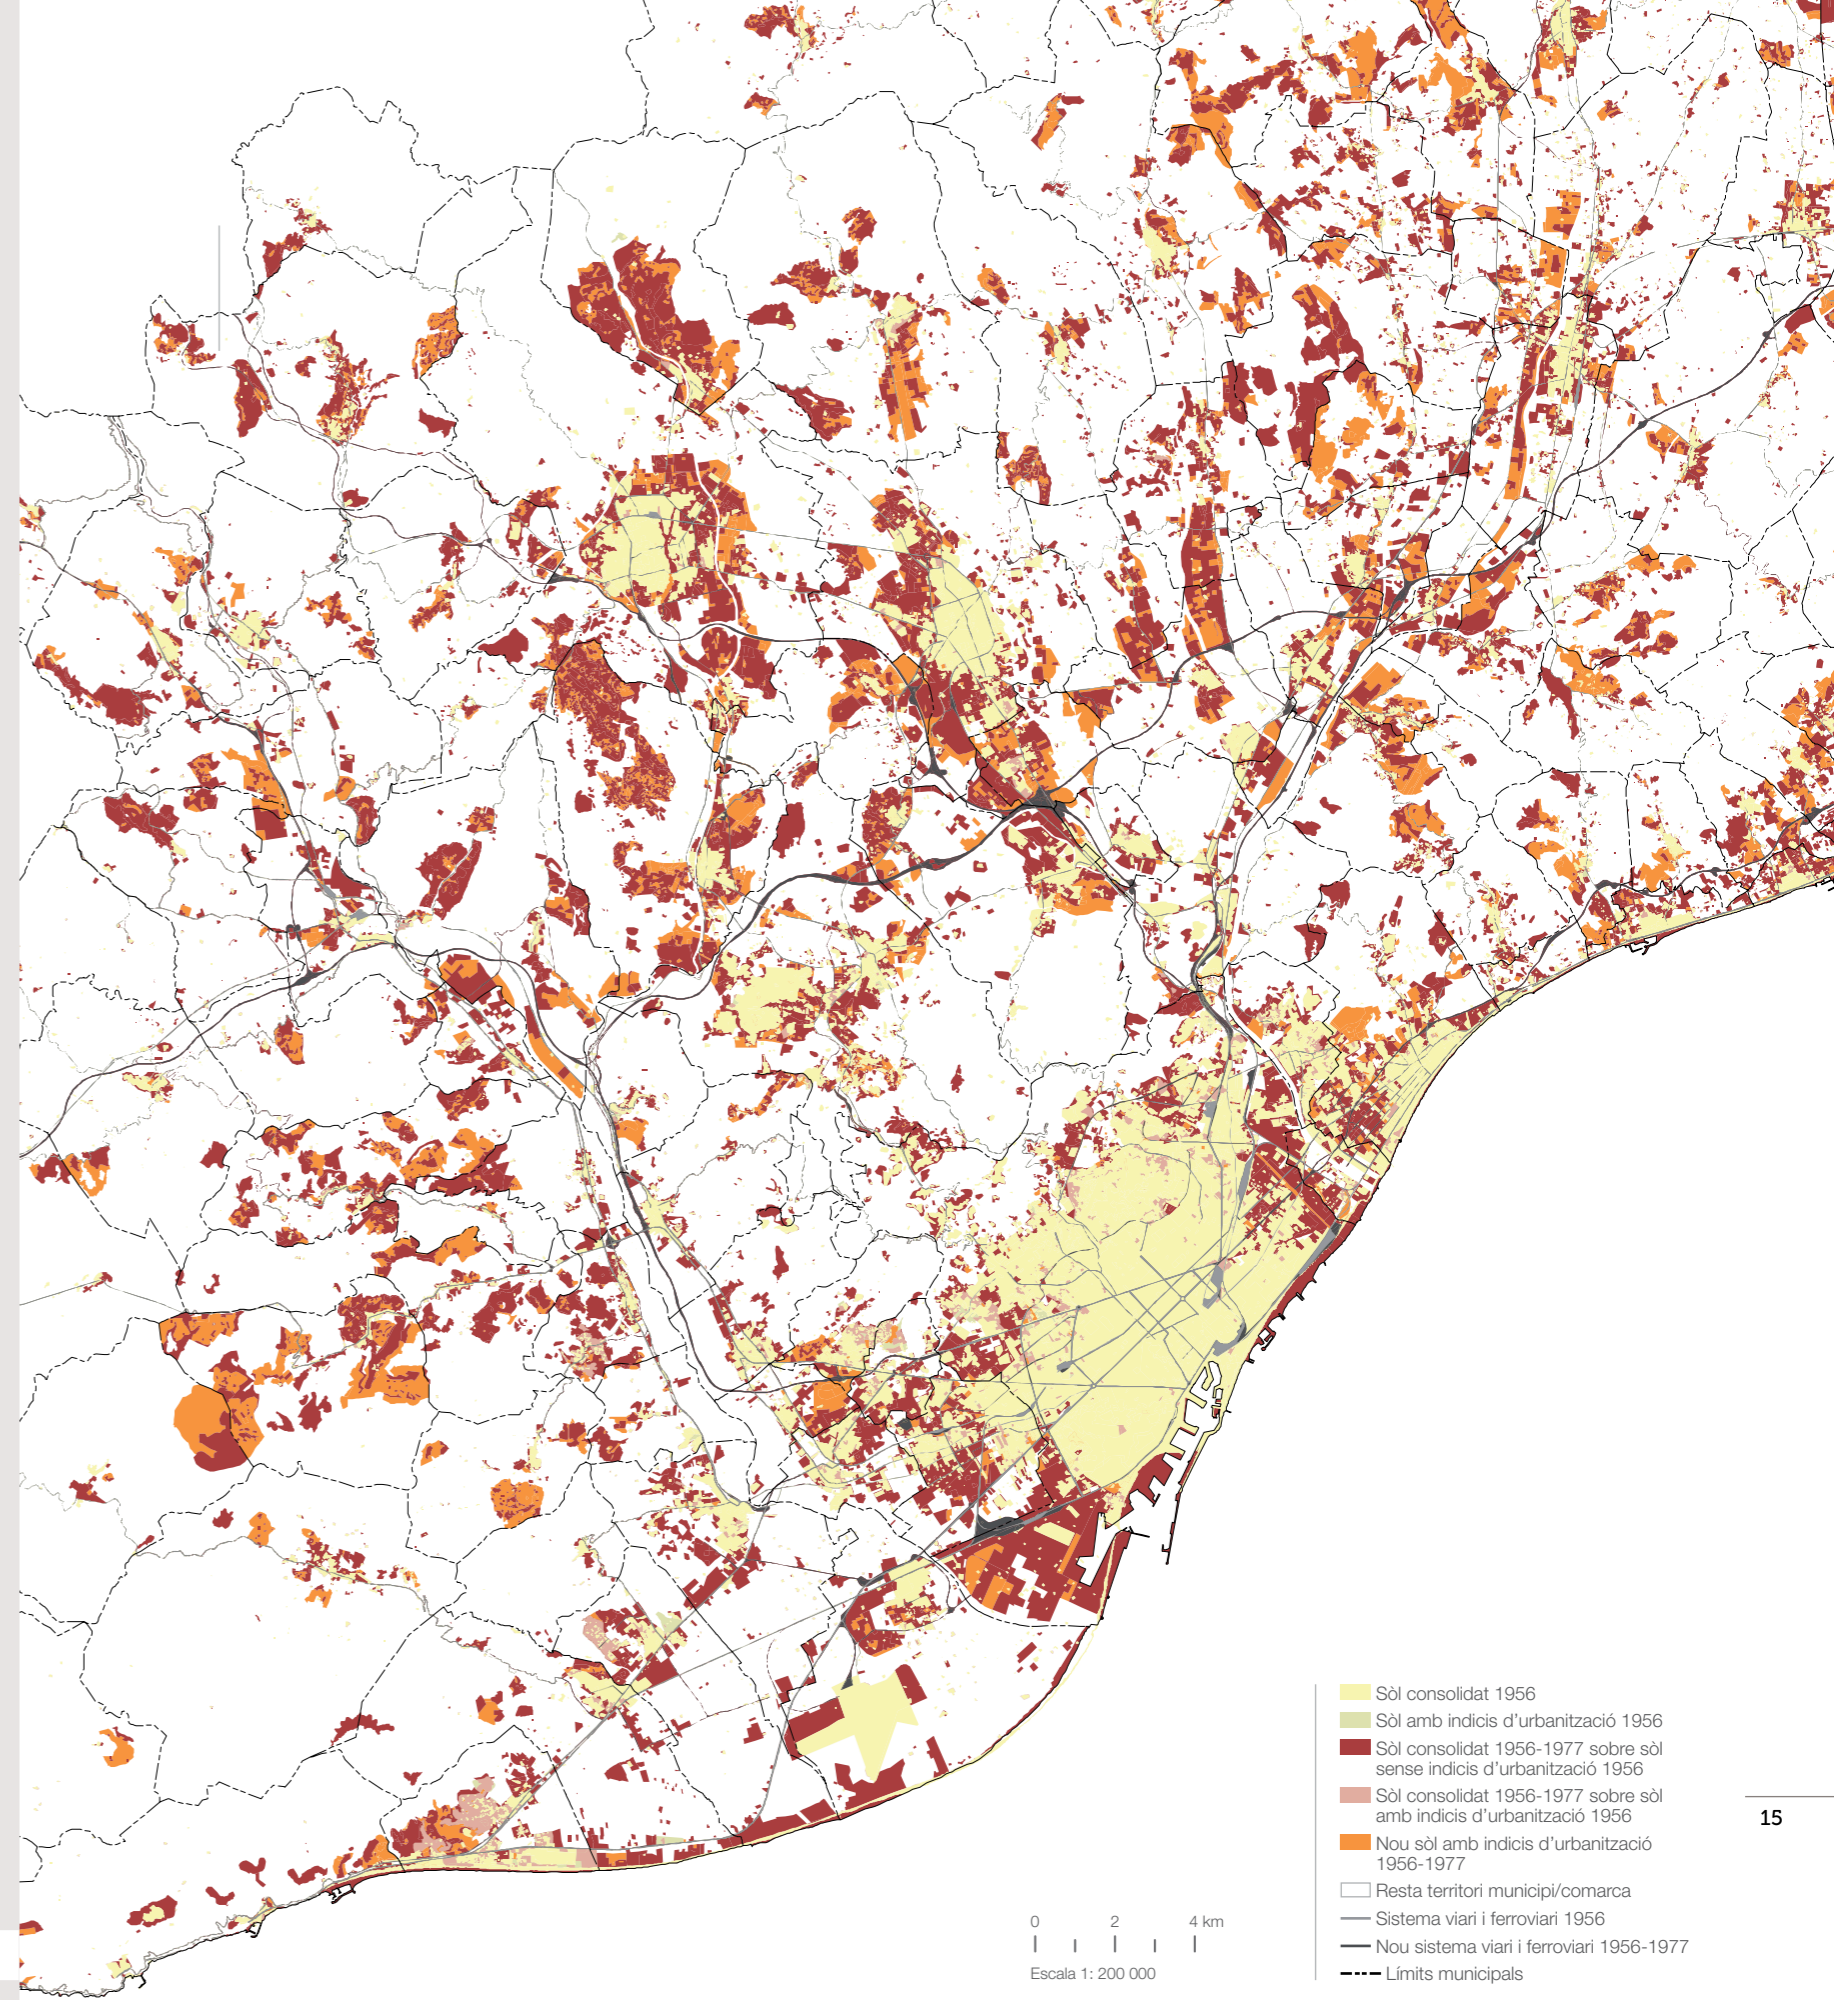 Sòl consolidat 1956
Sòl amb indicis d'urbanització 1956
Sòl consolidat 1956-1977 sobre sòl
sense indicis d'urbanització 1956
Sòl consolidat 1956-1977 sobre sòl
amb indicis d'urbanització 1956
Nou sòl amb indicis d'urbanització
1956-1977
Resta territori municipi/comarca
Sistema viari i ferroviari 1956
Nou sistema viari i ferroviari 1956-1977
Límits municipals
15
0 2 4 km
Escala 1: 200 000